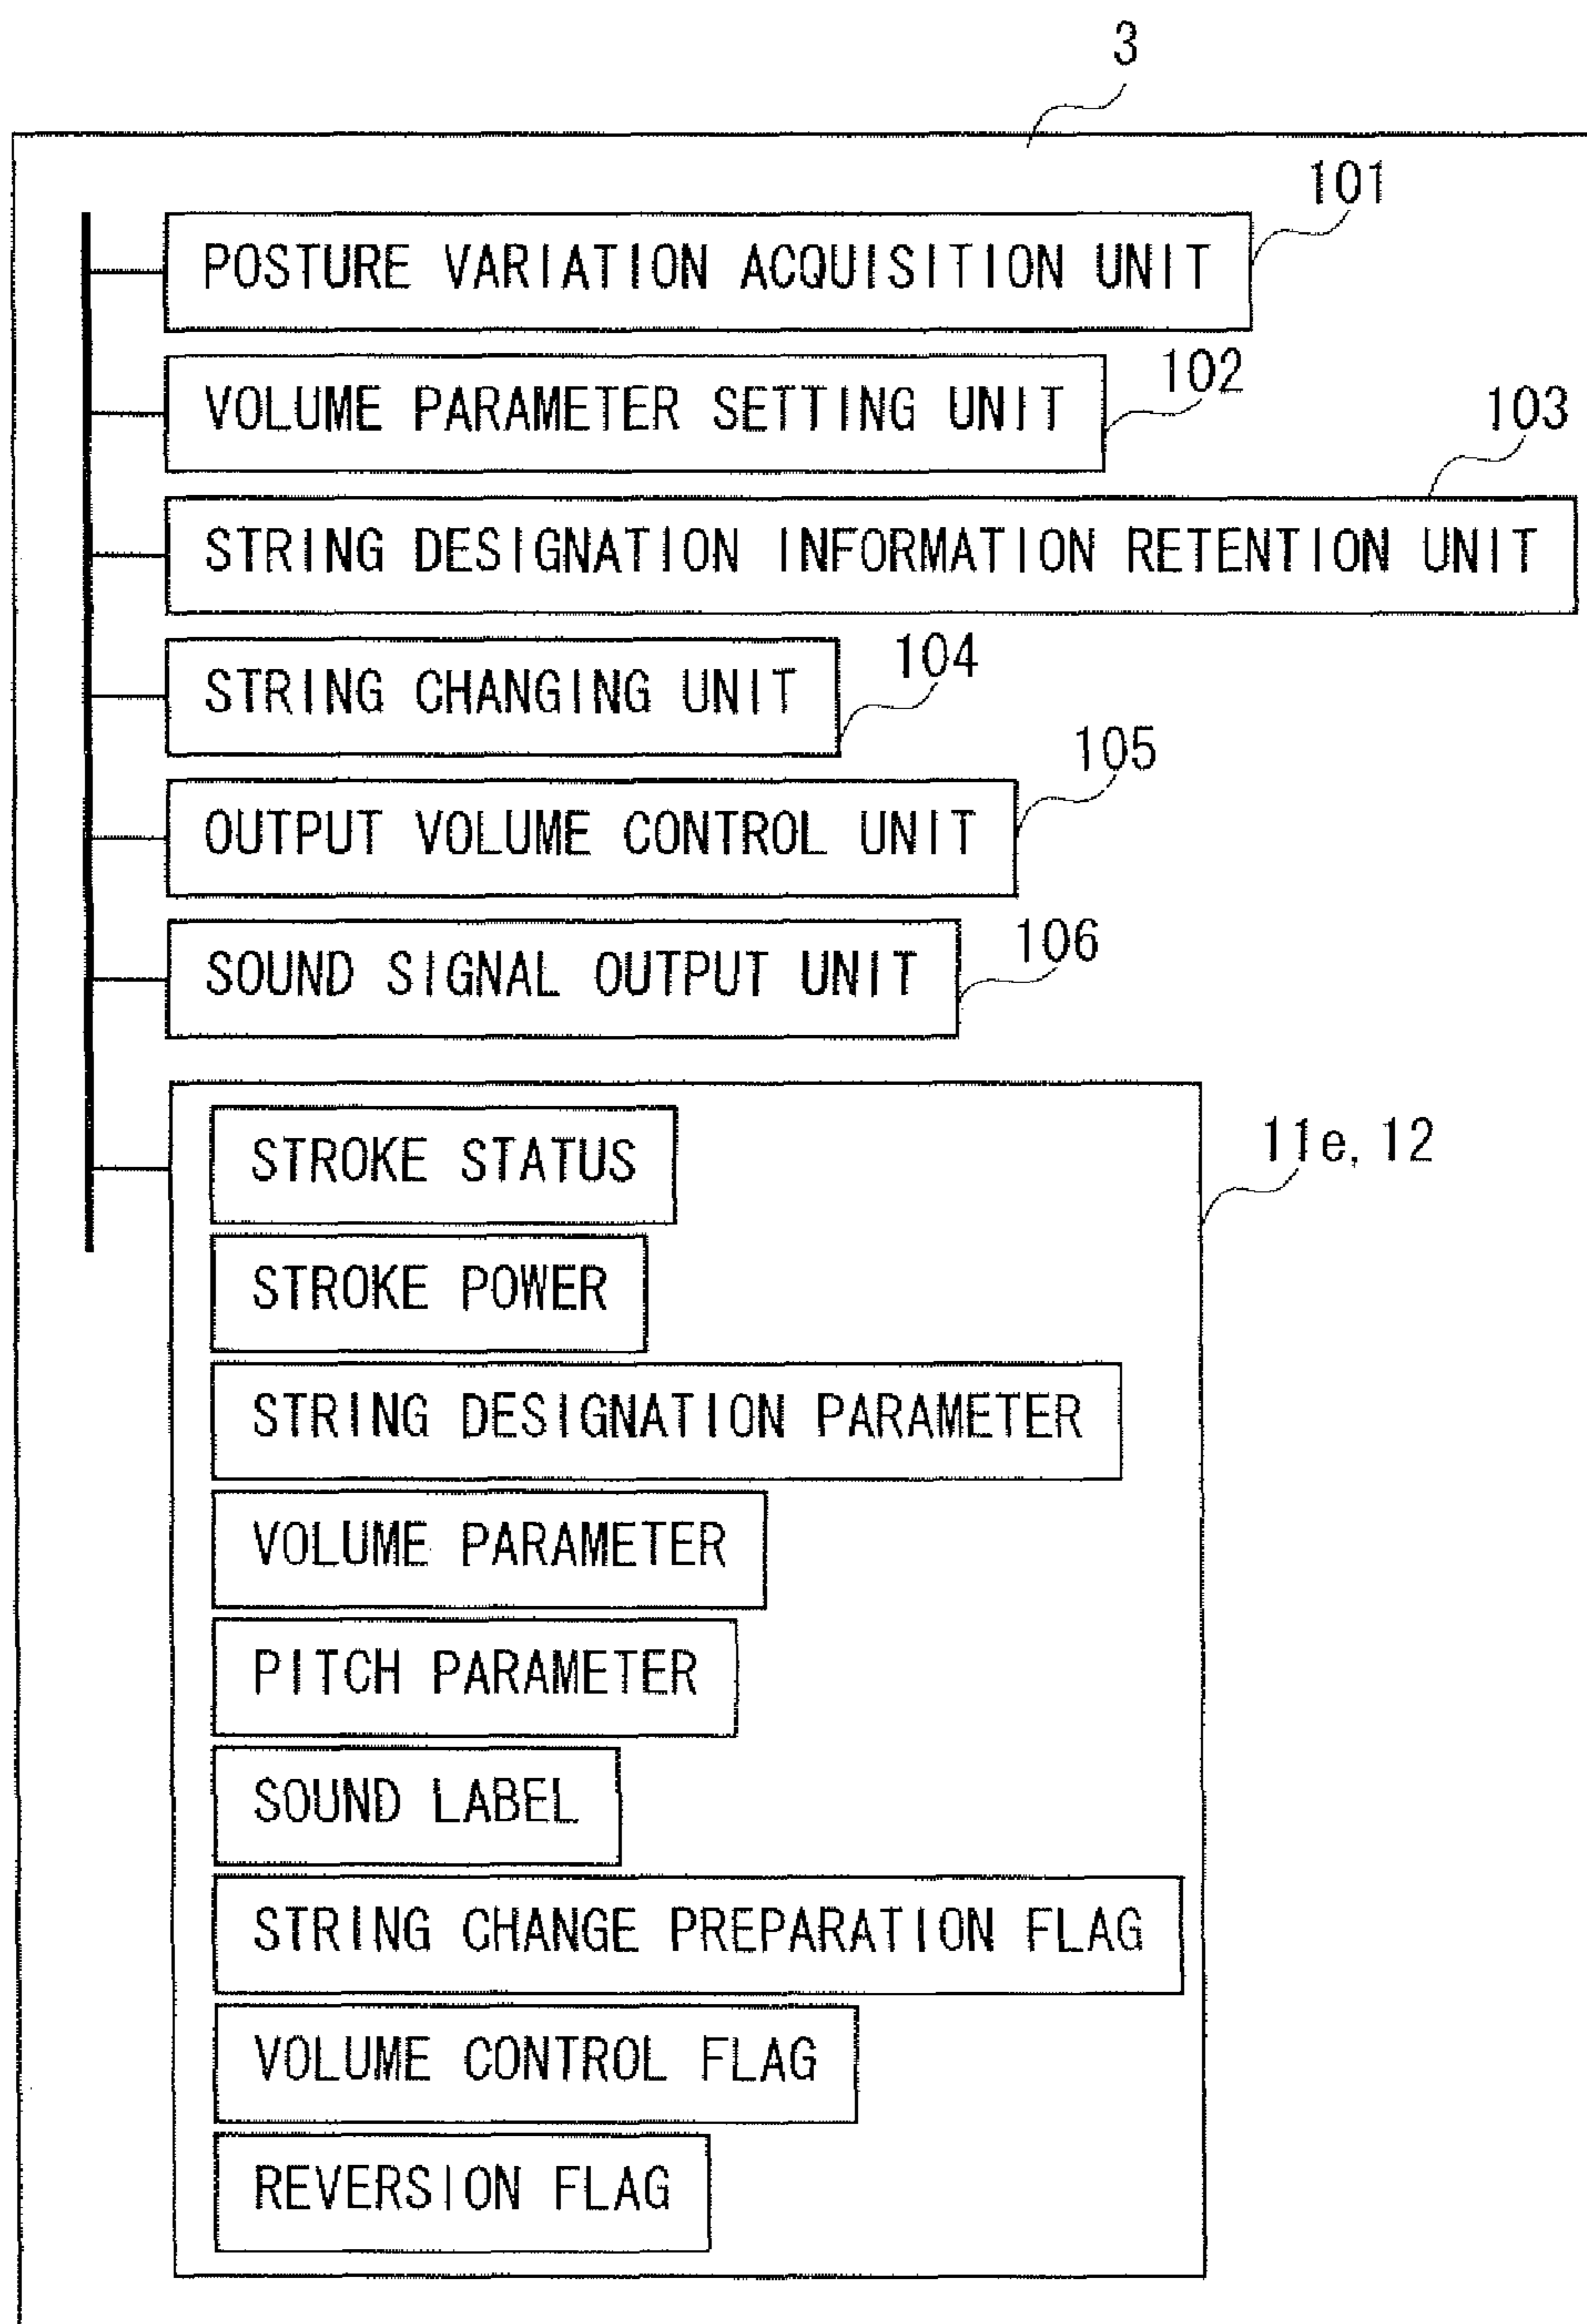 3
101
POSTURE VARIATION ACQUISITION UNIT
102
VOLUME PARAMETER SETTING UNIT
103
STRING DESIGNATION INFORMATION RETENTION UNIT
104
STRING CHANGING UNIT
105
OUTPUT VOLUME CONTROL UNIT
106
SOUND SIGNAL OUTPUT UNIT
11e, 12
STROKE STATUS
STROKE POWER
STRING DESIGNATION PARAMETER
VOLUME PARAMETER
PITCH PARAMETER
SOUND LABEL
STRING CHANGE PREPARATION FLAG
VOLUME CONTROL FLAG
REVERSION FLAG